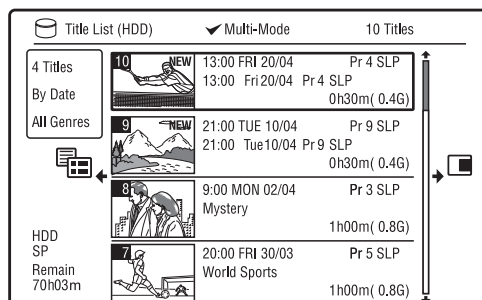 Title List (HDD) ✔Multi-Mode 10 Titles
4 Titles
By Date
All Genres
10 NEW 13:00 FRI 20/04 Pr 4 SLP
13:00 Fri 20/04 Pr 4 SLP
0h30m( 0.4G)
9 NEW 21:00 TUE 10/04 Pr 9 SLP
21:00 Tue10/04 Pr 9 SLP
0h30m( 0.4G)
8 9:00 MON 02/04 Pr 3 SLP
Mystery
1h00m( 0.8G)
7 20:00 FRI 30/03 Pr 5 SLP
World Sports
1h00m( 0.8G)
HDD
SP
Remain
70h03m